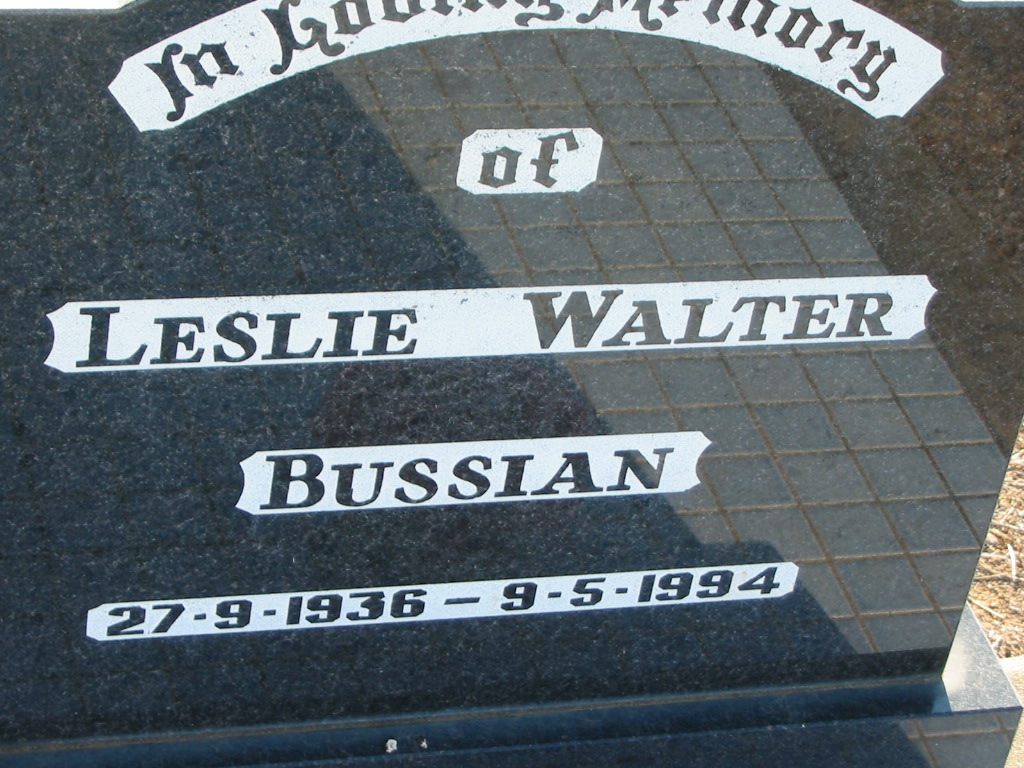 In Loving Memory
of
LESLIE WALTER
BUSSIAN
27-9-1936 - 9-5-1994